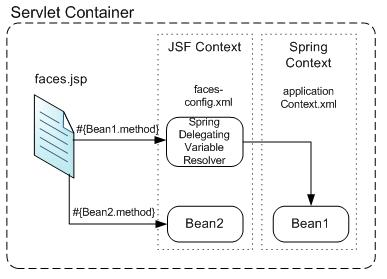 Servlet Container
JSF Context
Spring
Context
faces.jsp
faces-
config.xml
application
Context.xml
#{Bean1.method}
Spring
Delegating
Variable
Resolver
#{Bean2.method}
Bean2
Bean1